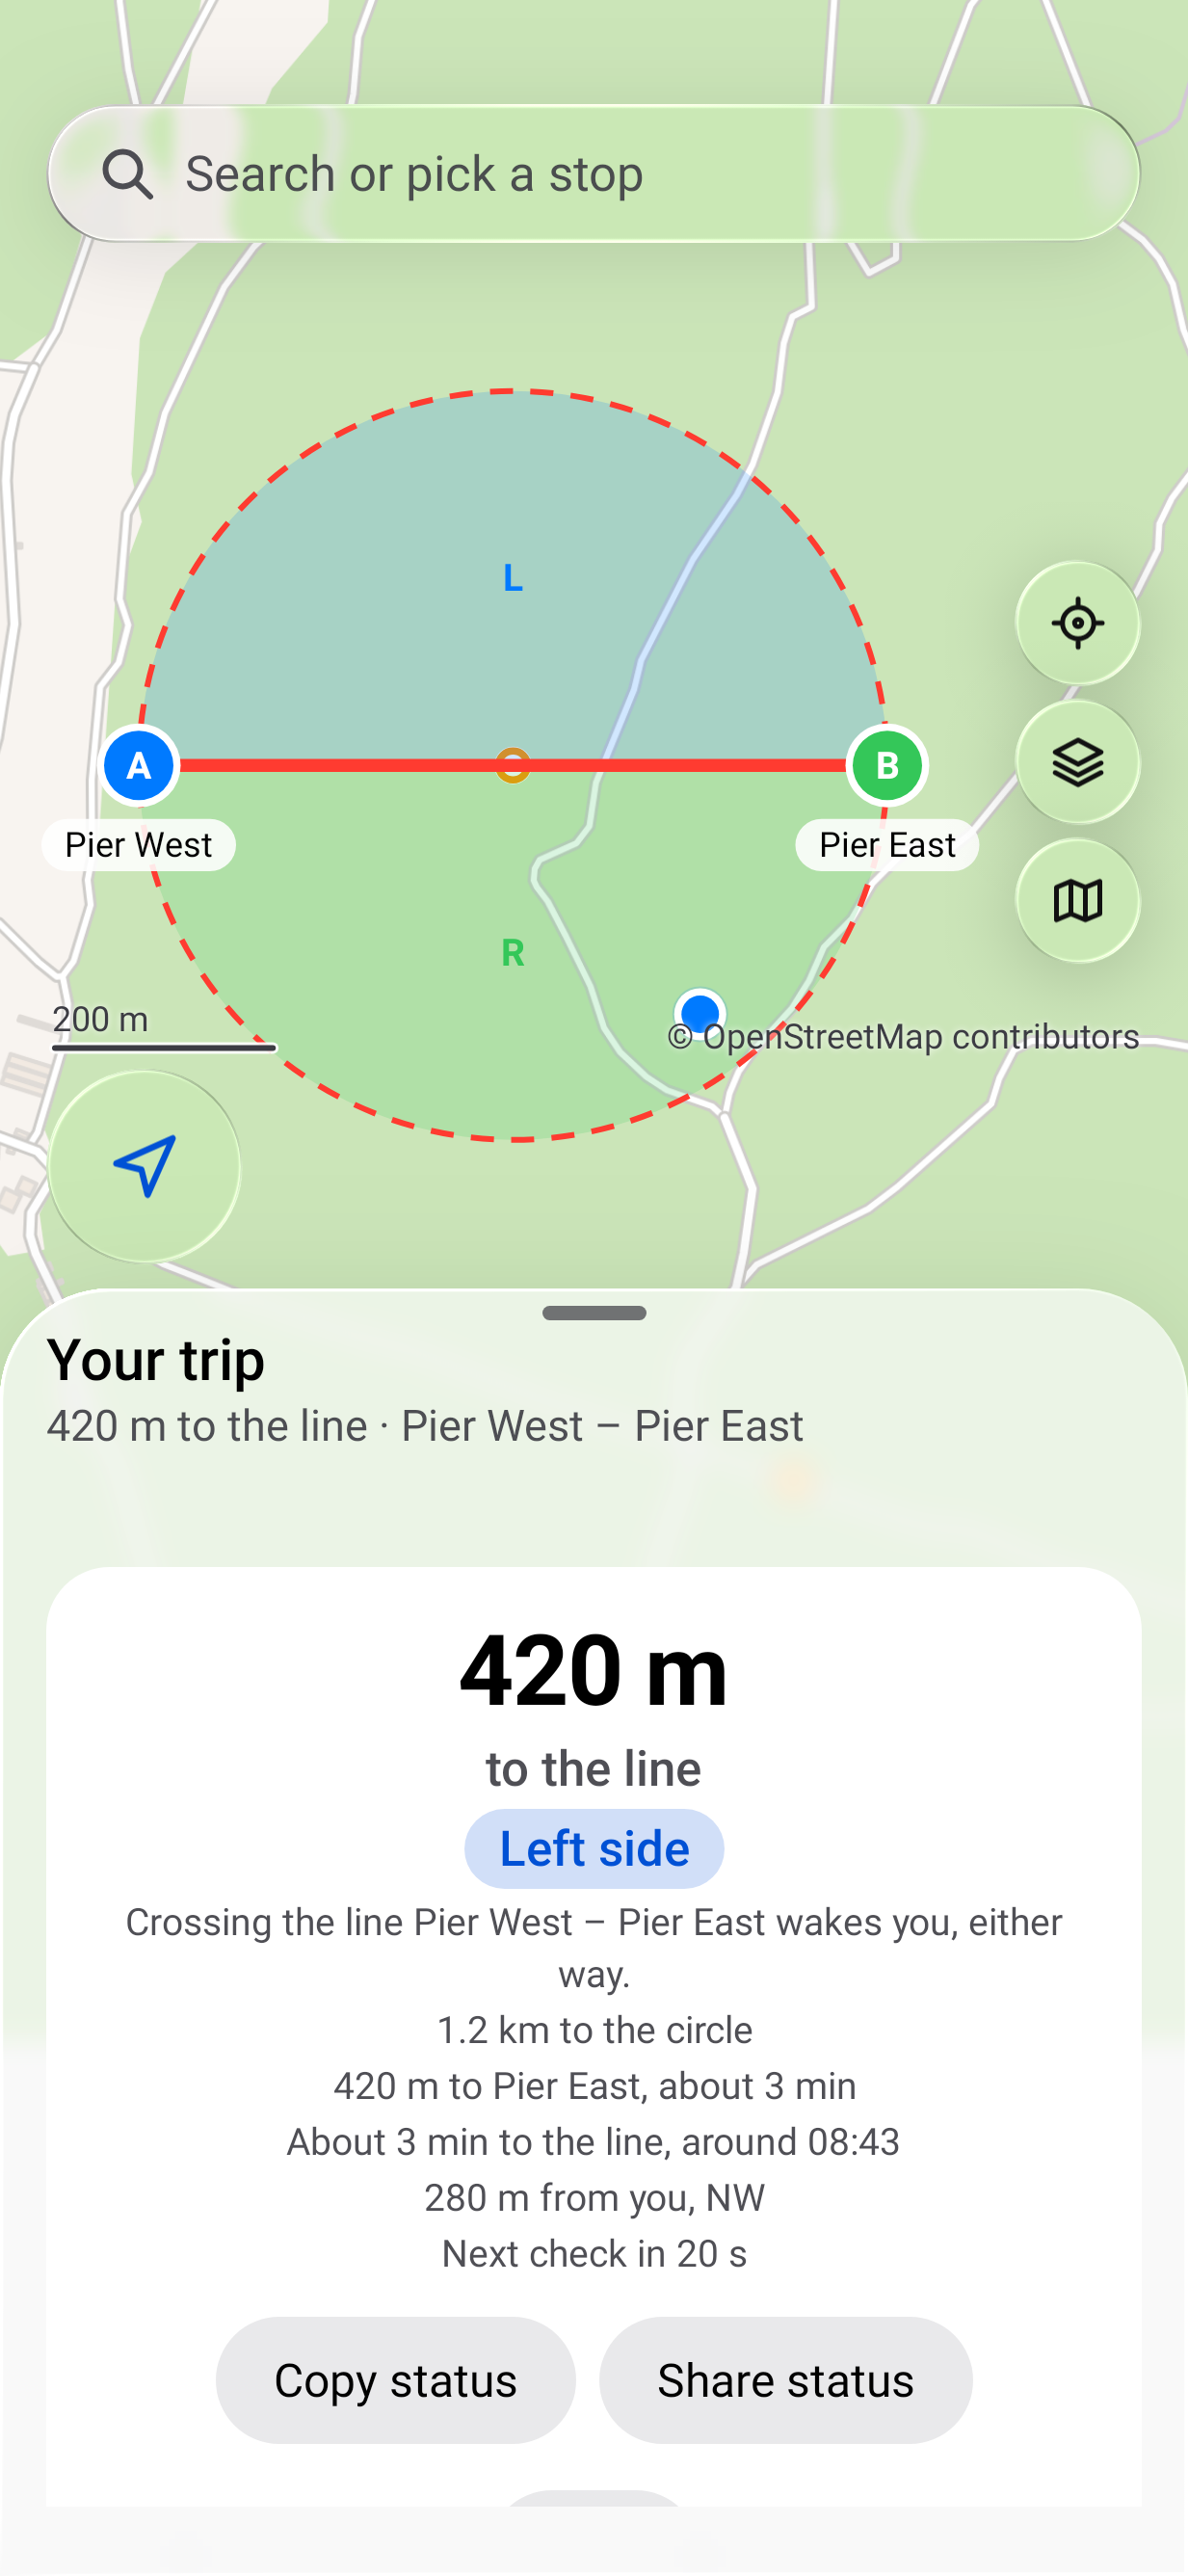 Search or pick a stop
L
A
B
Pier West
Pier East
R
200 m
© OpenStreetMap contributors
Your trip
420 m to the line · Pier West – Pier East
420 m
to the line
Left side
Crossing the line Pier West – Pier East wakes you, either
way.
1.2 km to the circle
420 m to Pier East, about 3 min
About 3 min to the line, around 08:43
280 m from you, NW
Next check in 20 s
Copy status
Share status